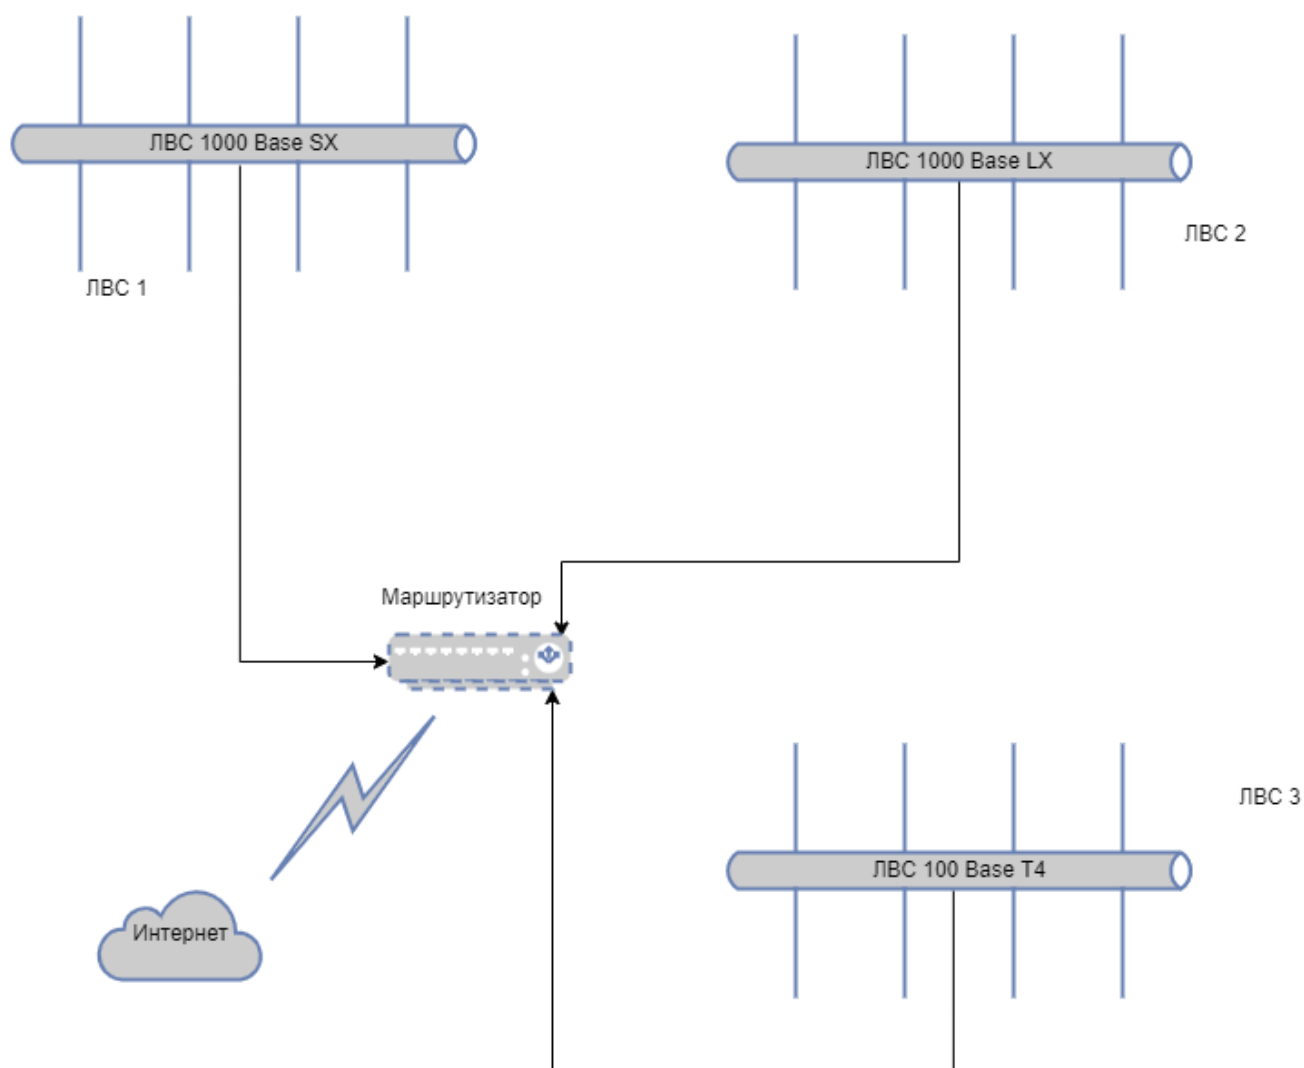 ЛВС 1000 Base SX
ЛВС 1000 Base LX
ЛВС 2
ЛВС 1
Маршрутизатор
ЛВС 3
ЛВС 100 Base T4
Интернет